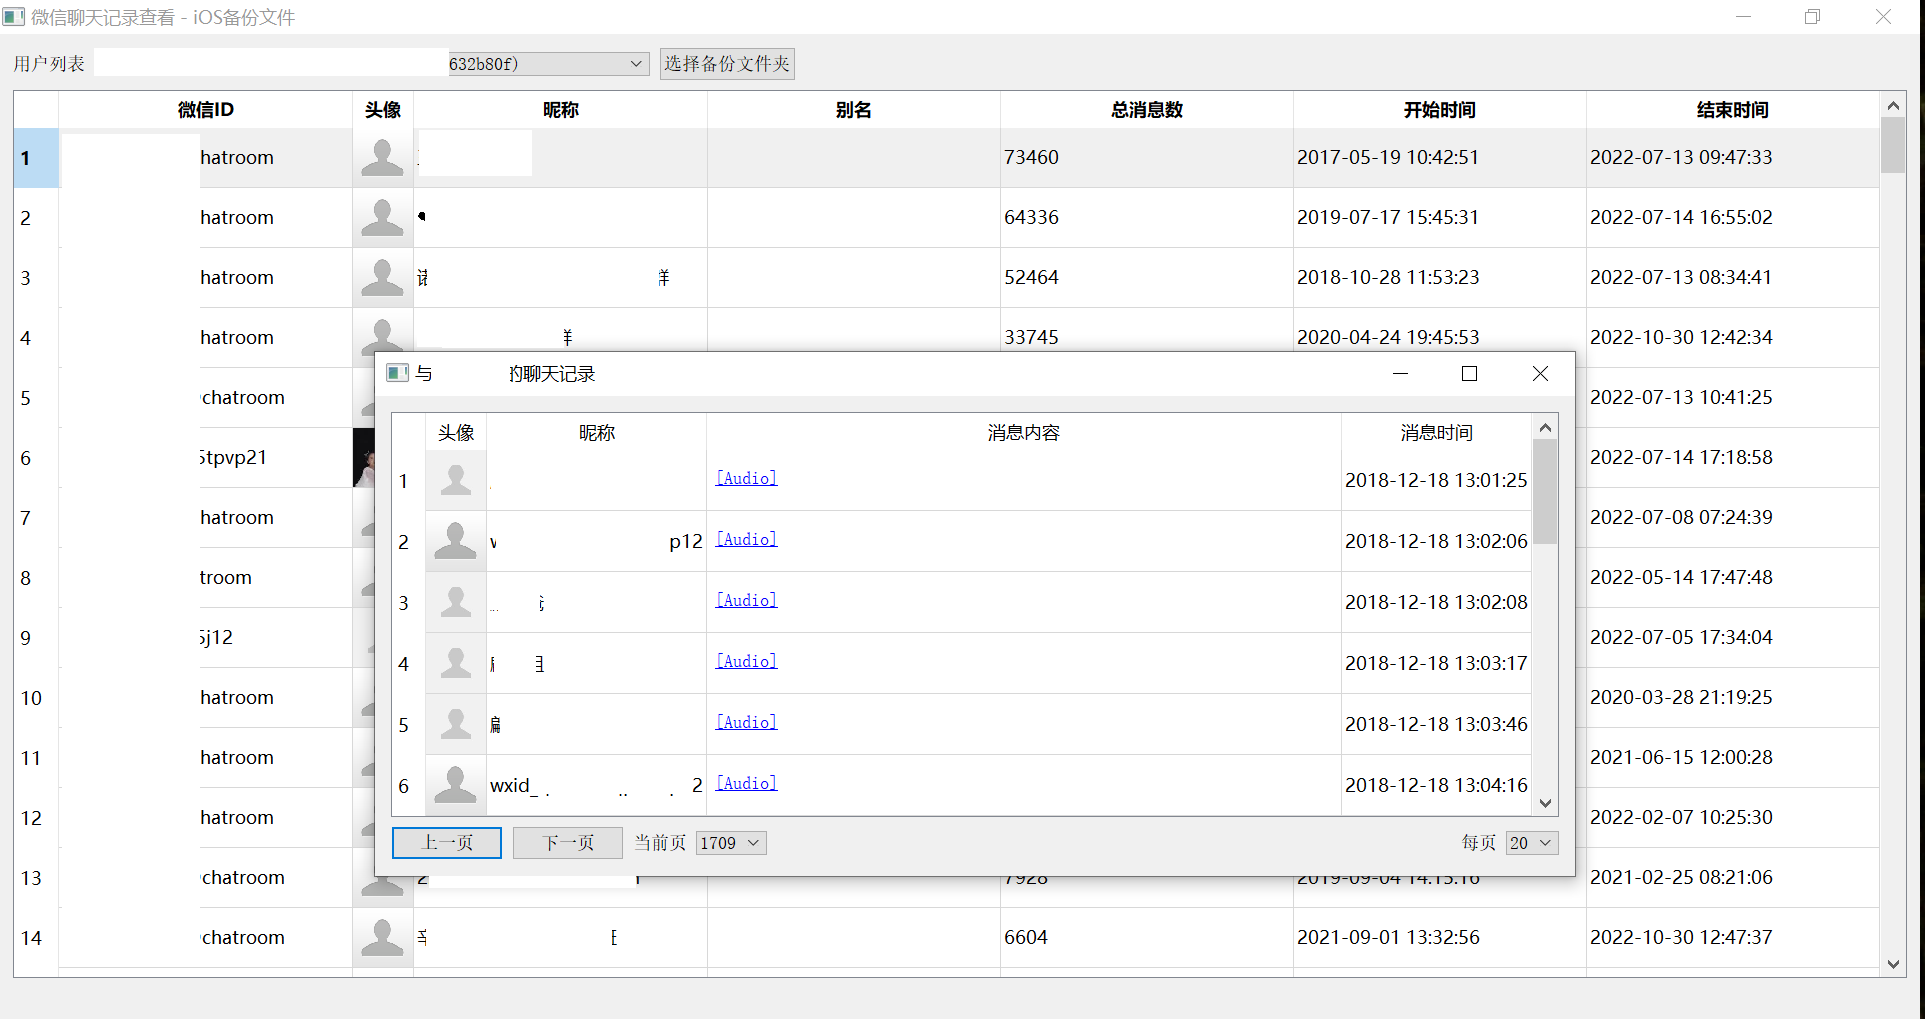 微信聊天记录查看 - iOS备份文件
用户列表 632b80f) 选择备份文件夹
微信ID 头像 昵称 别名 总消息数 开始时间 结束时间
1 hatroom 73460 2017-05-19 10:42:51 2022-07-13 09:47:33
2 hatroom 64336 2019-07-17 15:45:31 2022-07-14 16:55:02
3 hatroom 52464 2018-10-28 11:53:23 2022-07-13 08:34:41
4 hatroom 33745 2020-04-24 19:45:53 2022-10-30 12:42:34
5 chatroom 2022-07-13 10:41:25
6 5tpvp21 2022-07-14 17:18:58
7 hatroom 2022-07-08 07:24:39
8 troom 2022-05-14 17:47:48
9 5j12 2022-07-05 17:34:04
10 hatroom 2020-03-28 21:19:25
11 hatroom 2021-06-15 12:00:28
12 hatroom 2022-02-07 10:25:30
13 chatroom 7928 2019-09-04 14:15:16 2021-02-25 08:21:06
14 chatroom 6604 2021-09-01 13:32:56 2022-10-30 12:47:37
与 的聊天记录
头像 昵称 消息内容 消息时间
1 [Audio] 2018-12-18 13:01:25
2 p12 [Audio] 2018-12-18 13:02:06
3 [Audio] 2018-12-18 13:02:08
4 [Audio] 2018-12-18 13:03:17
5 [Audio] 2018-12-18 13:03:46
6 wxid_ 2 [Audio] 2018-12-18 13:04:16
上一页 下一页 当前页 1709 每页 20